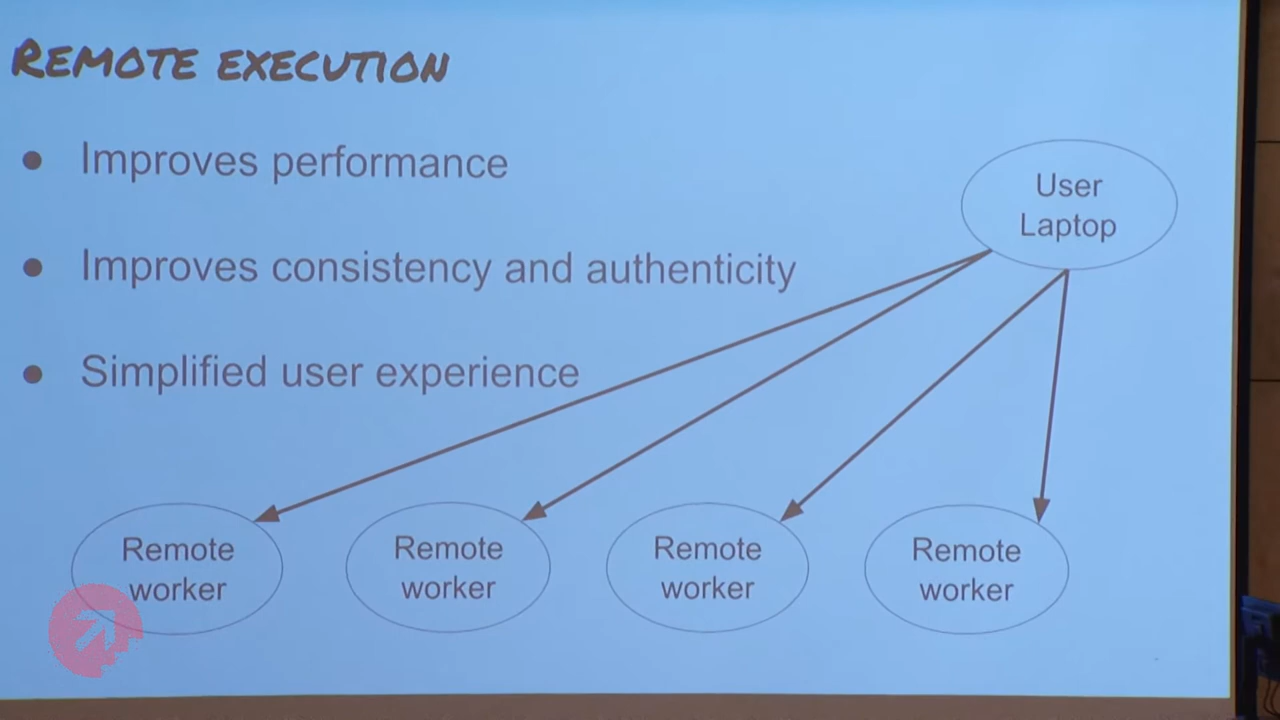 REMOTE EXECUTION
● Improves performance
● Improves consistency and authenticity
● Simplified user experience
User
Laptop
Remote
worker
Remote
worker
Remote
worker
Remote
worker